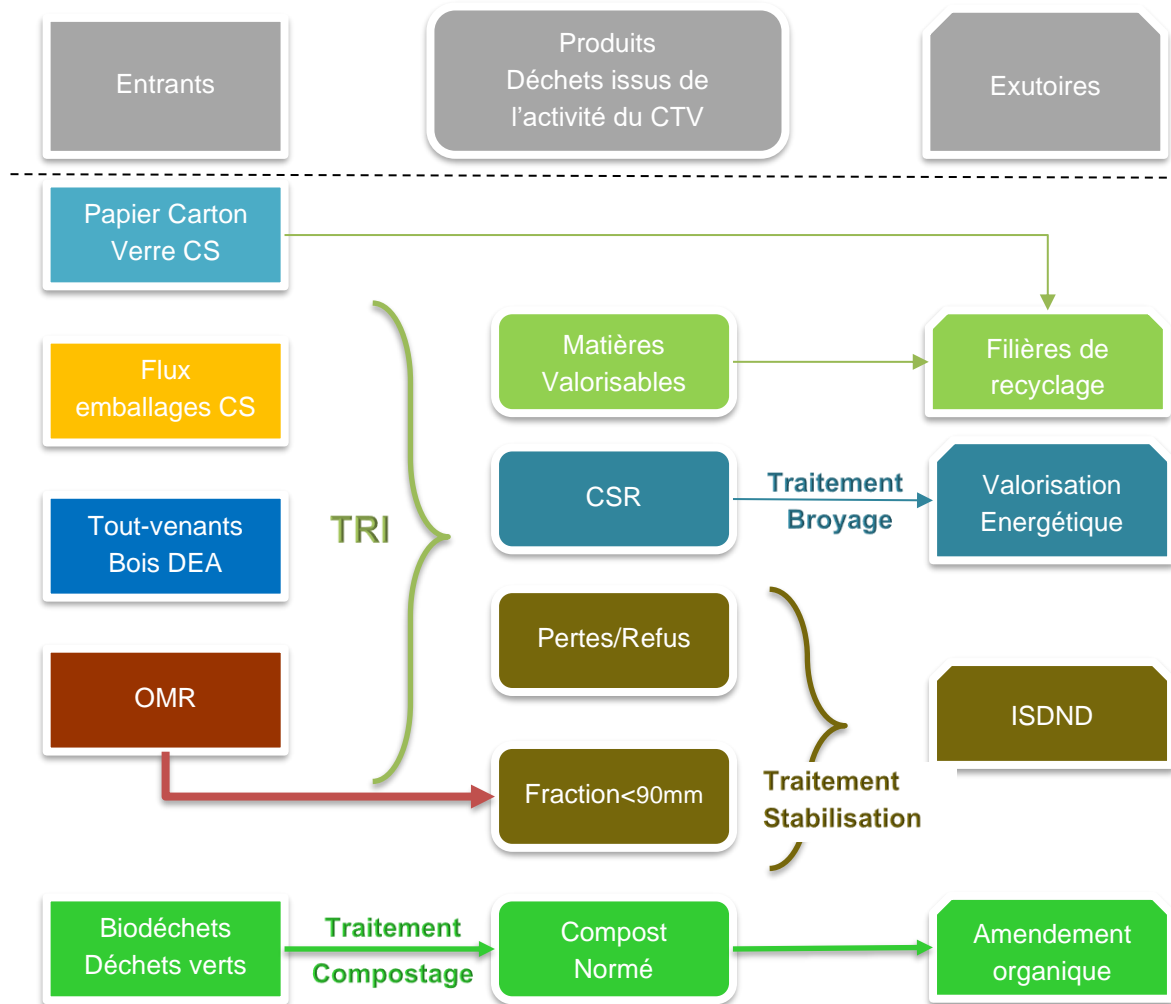 Entrants
Produits
Déchets issus de
l'activité du CTV
Exutoires
Papier Carton
Verre CS
Flux
emballages CS
Tout-venants
Bois DEA
OMR
TRI
Matières
Valorisables
Filières de
recyclage
CSR
Traitement
Broyage
Valorisation
Energétique
Pertes/Refus
Fraction<90mm
Traitement
Stabilisation
ISDND
Biodéchets
Déchets verts
Traitement
Compostage
Compost
Normé
Amendement
organique